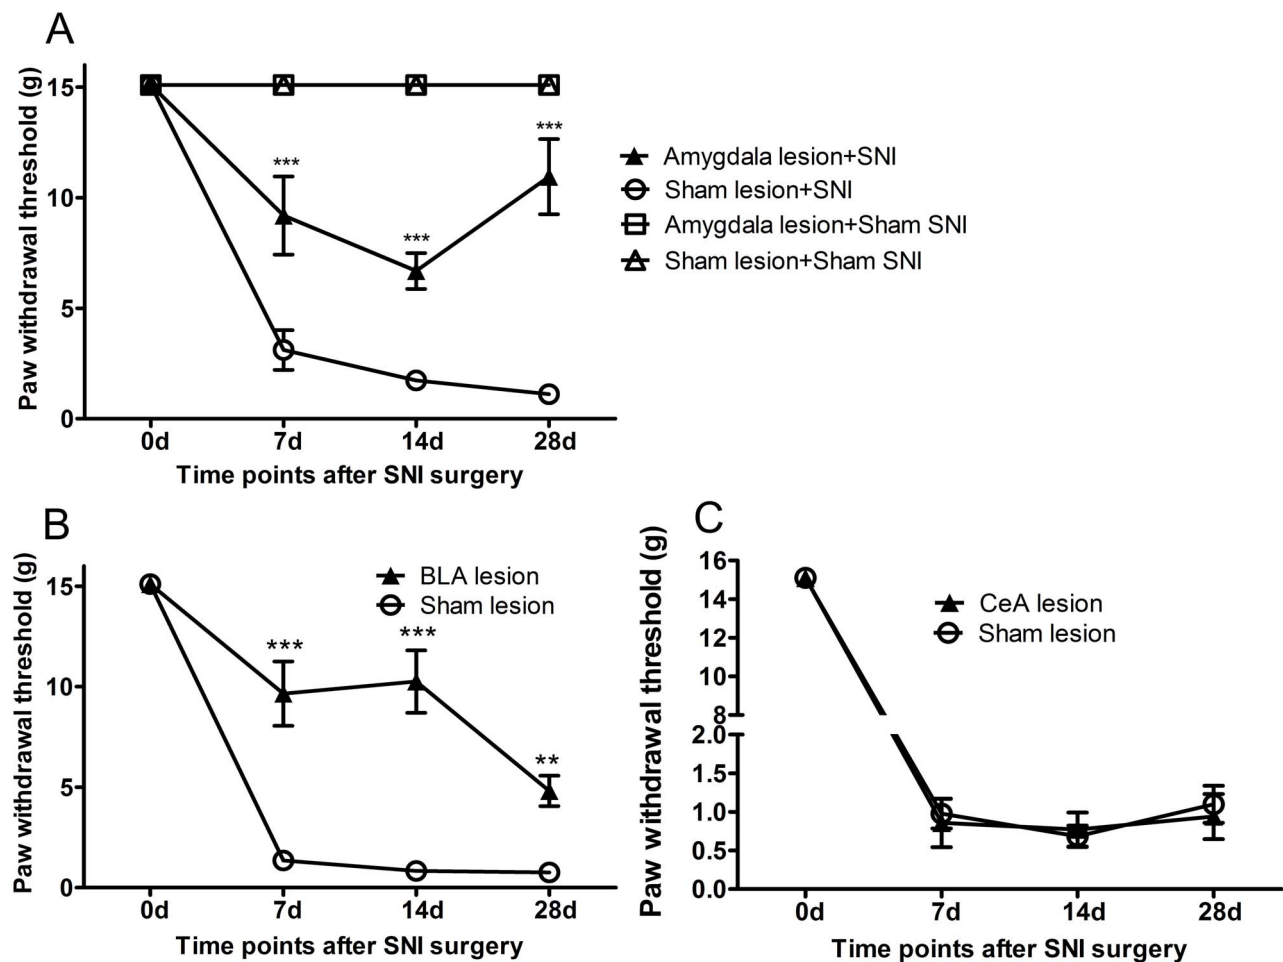 A
Paw withdrawal threshold (g)
15
10
5
0
***
***
***
0d 7d 14d 28d
Time points after SNI surgery
Amygdala lesion+SNI
Sham lesion+SNI
Amygdala lesion+Sham SNI
Sham lesion+Sham SNI
B
Paw withdrawal threshold (g)
15
10
5
0
BLA lesion
Sham lesion
***
***
**
0d 7d 14d 28d
Time points after SNI surgery
C
Paw withdrawal threshold (g)
16
14
12
10
8
2.0
1.5
1.0
0.5
0.0
CeA lesion
Sham lesion
0d 7d 14d 28d
Time points after SNI surgery